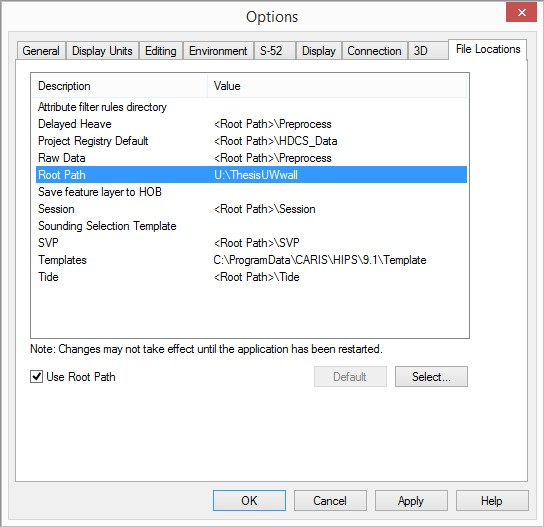 Options
General Display Units Editing Environment S-52 Display Connection 3D File Locations
Description Value
Attribute filter rules directory
Delayed Heave <Root Path>\Preprocess
Project Registry Default <Root Path>\HDCS_Data
Raw Data <Root Path>\Preprocess
Root Path U:\ThesisUWwall
Save feature layer to HOB
Session <Root Path>\Session
Sounding Selection Template
SVP <Root Path>\SVP
Templates C:\ProgramData\CARIS\HIPS\9.1\Template
Tide <Root Path>\Tide
Note: Changes may not take effect until the application has been restarted.
Use Root Path Default Select...
OK Cancel Apply Help